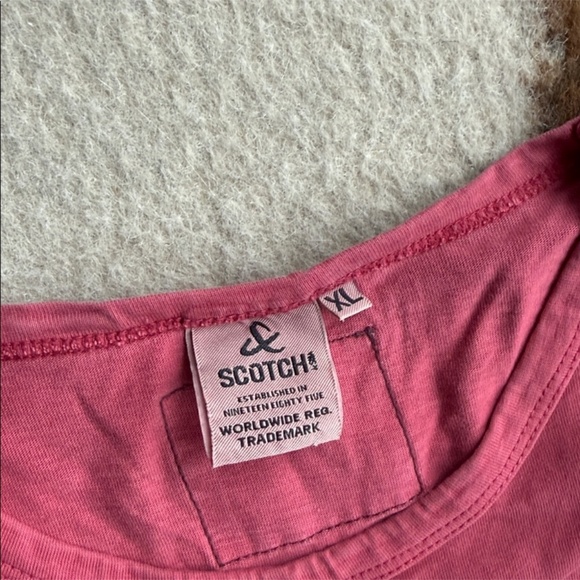 &
XL
SCOTCH
ESTABLISHED IN
NINETEEN EIGHTY FIVE
WORLDWIDE REG.
TRADEMARK